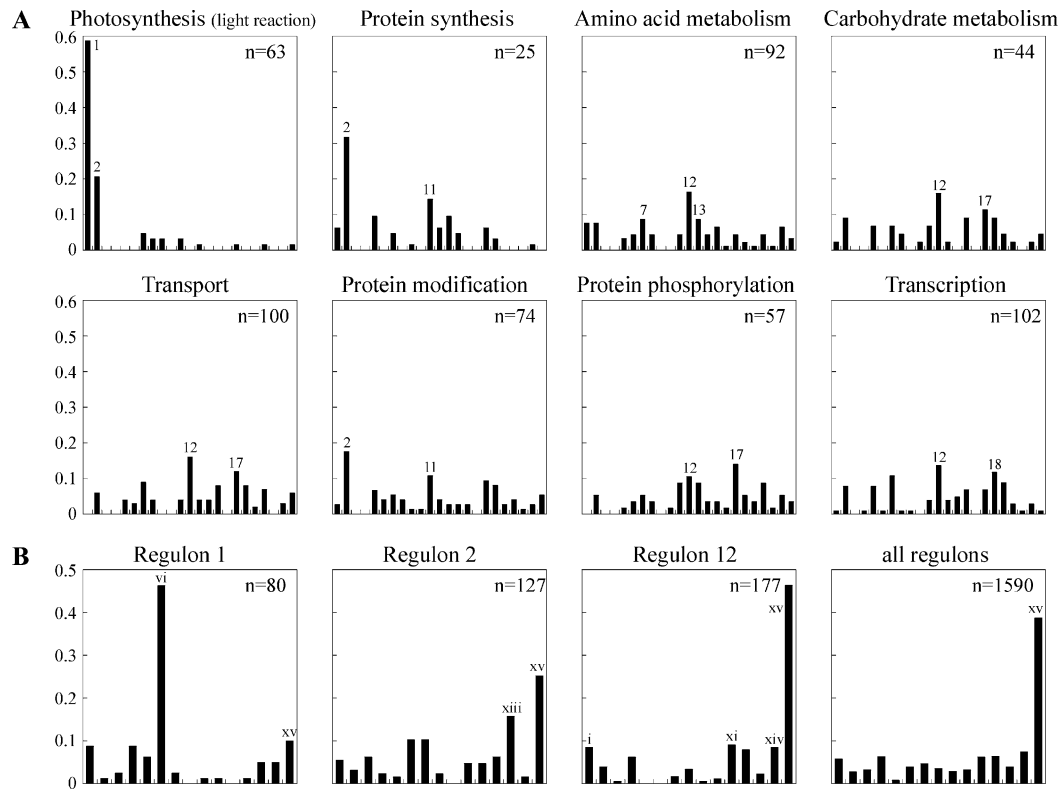 A Photosynthesis (light reaction) Protein synthesis Amino acid metabolism Carbohydrate metabolism
0.6 1 n=63 n=25 n=92 n=44
0.5
0.4
0.3 2
0.2 2 11 12 12
0.1 7 13 17
0
Transport Protein modification Protein phosphorylation Transcription
0.6 n=100 n=74 n=57 n=102
0.5
0.4
0.3
0.2 12 17 2 11 12 17 12 18
0.1
0
B Regulon 1 Regulon 2 Regulon 12 all regulons
0.5 vi n=80 n=127 n=177 n=1590
0.4 xv xv
0.3 xv
0.2 xiii
0.1 xv i xi xiv
0